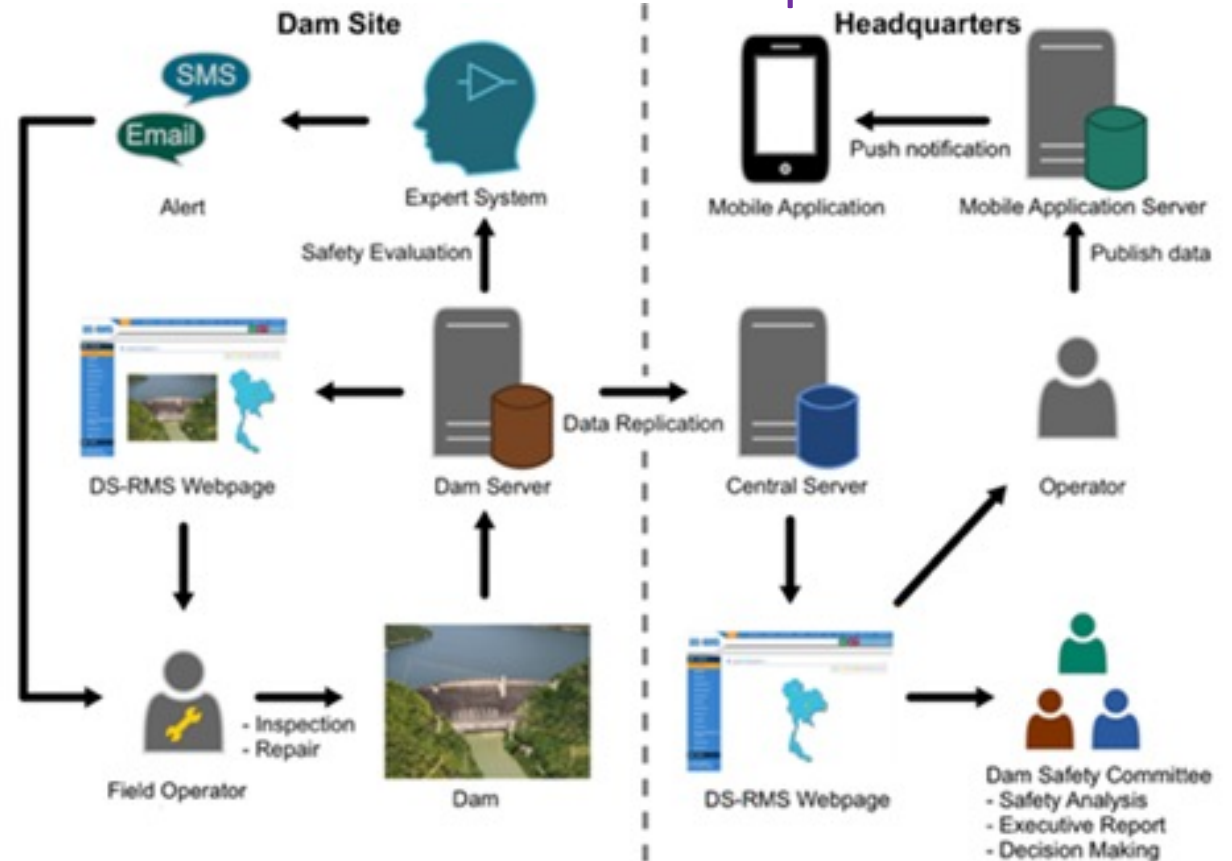 Dam Site
Headquarters
SMS
Email
Alert
Expert System
Safety Evaluation
Push notification
Mobile Application
Mobile Application Server
Publish data
DS-RMS Webpage
Dam Server
Data Replication
Central Server
Operator
Field Operator
- Inspection
- Repair
Dam
DS-RMS Webpage
Dam Safety Committee
- Safety Analysis
- Executive Report
- Decision Making